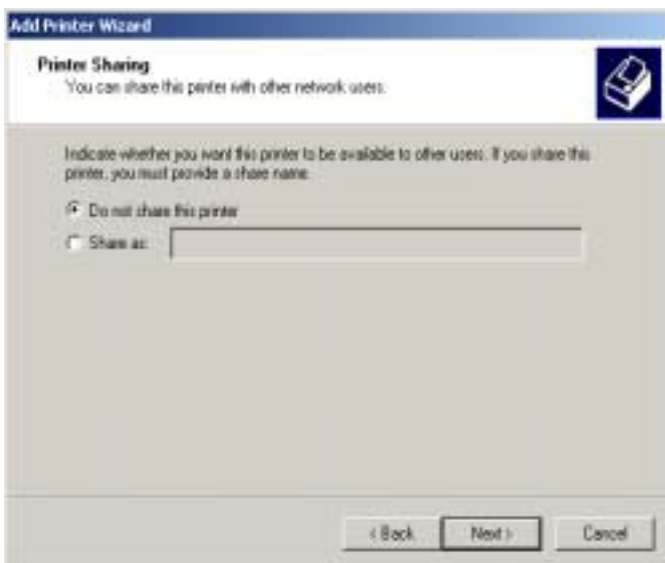 Add Printer Wizard
Printer Sharing
You can share this printer with other network users.
Indicate whether you want this printer to be available to other users. If you share this
printer, you must provide a share name.
Do not share this printer
Share as:
< Back
Next >
Cancel